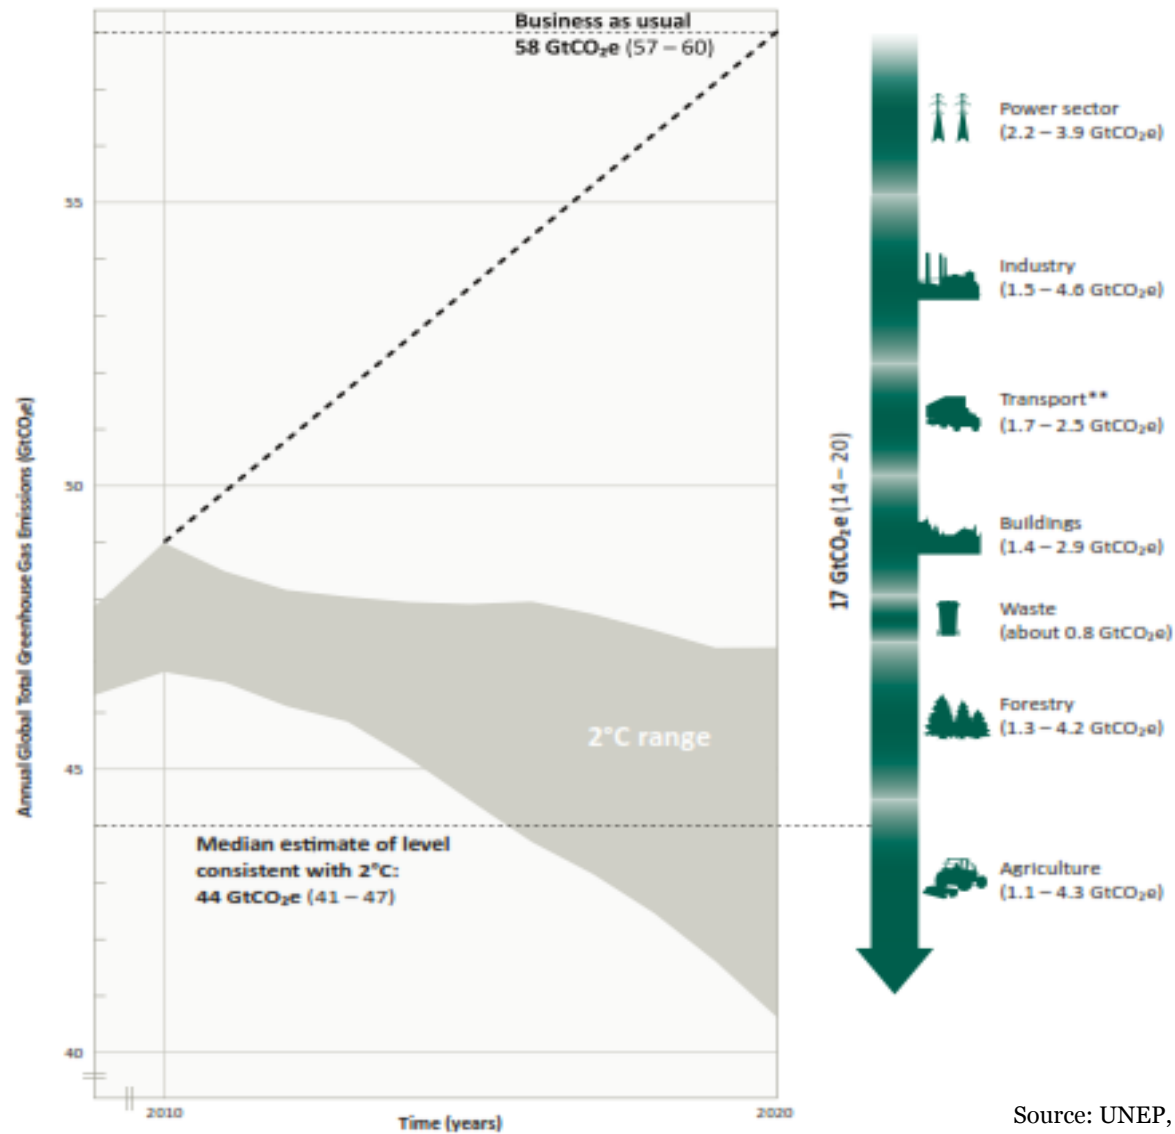 Business as usual
58 GtCO₂e (57 – 60)
55
50
45
40
Annual Global Total Greenhouse Gas Emissions (GtCO₂e)
2°C range
Median estimate of level
consistent with 2°C:
44 GtCO₂e (41 – 47)
2010
2020
Time (years)
17 GtCO₂e (14 – 20)
Power sector
(2.2 – 3.9 GtCO₂e)
Industry
(1.5 – 4.6 GtCO₂e)
Transport**
(1.7 – 2.5 GtCO₂e)
Buildings
(1.4 – 2.9 GtCO₂e)
Waste
(about 0.8 GtCO₂e)
Forestry
(1.3 – 4.2 GtCO₂e)
Agriculture
(1.1 – 4.3 GtCO₂e)
Source: UNEP,